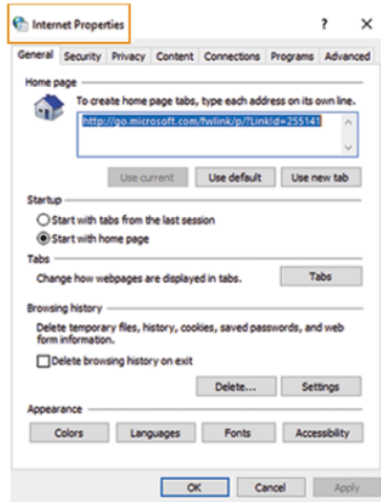 Internet Properties ? ×
General Security Privacy Content Connections Programs Advanced
Home page
To create home page tabs, type each address on its own line.
http://go.microsoft.com/fwlink/p/?LinkId=255141
Use current Use default Use new tab
Startup
Start with tabs from the last session
Start with home page
Tabs
Change how webpages are displayed in tabs. Tabs
Browsing history
Delete temporary files, history, cookies, saved passwords, and web
form information.
Delete browsing history on exit
Delete... Settings
Appearance
Colors Languages Fonts Accessibility
OK Cancel Apply